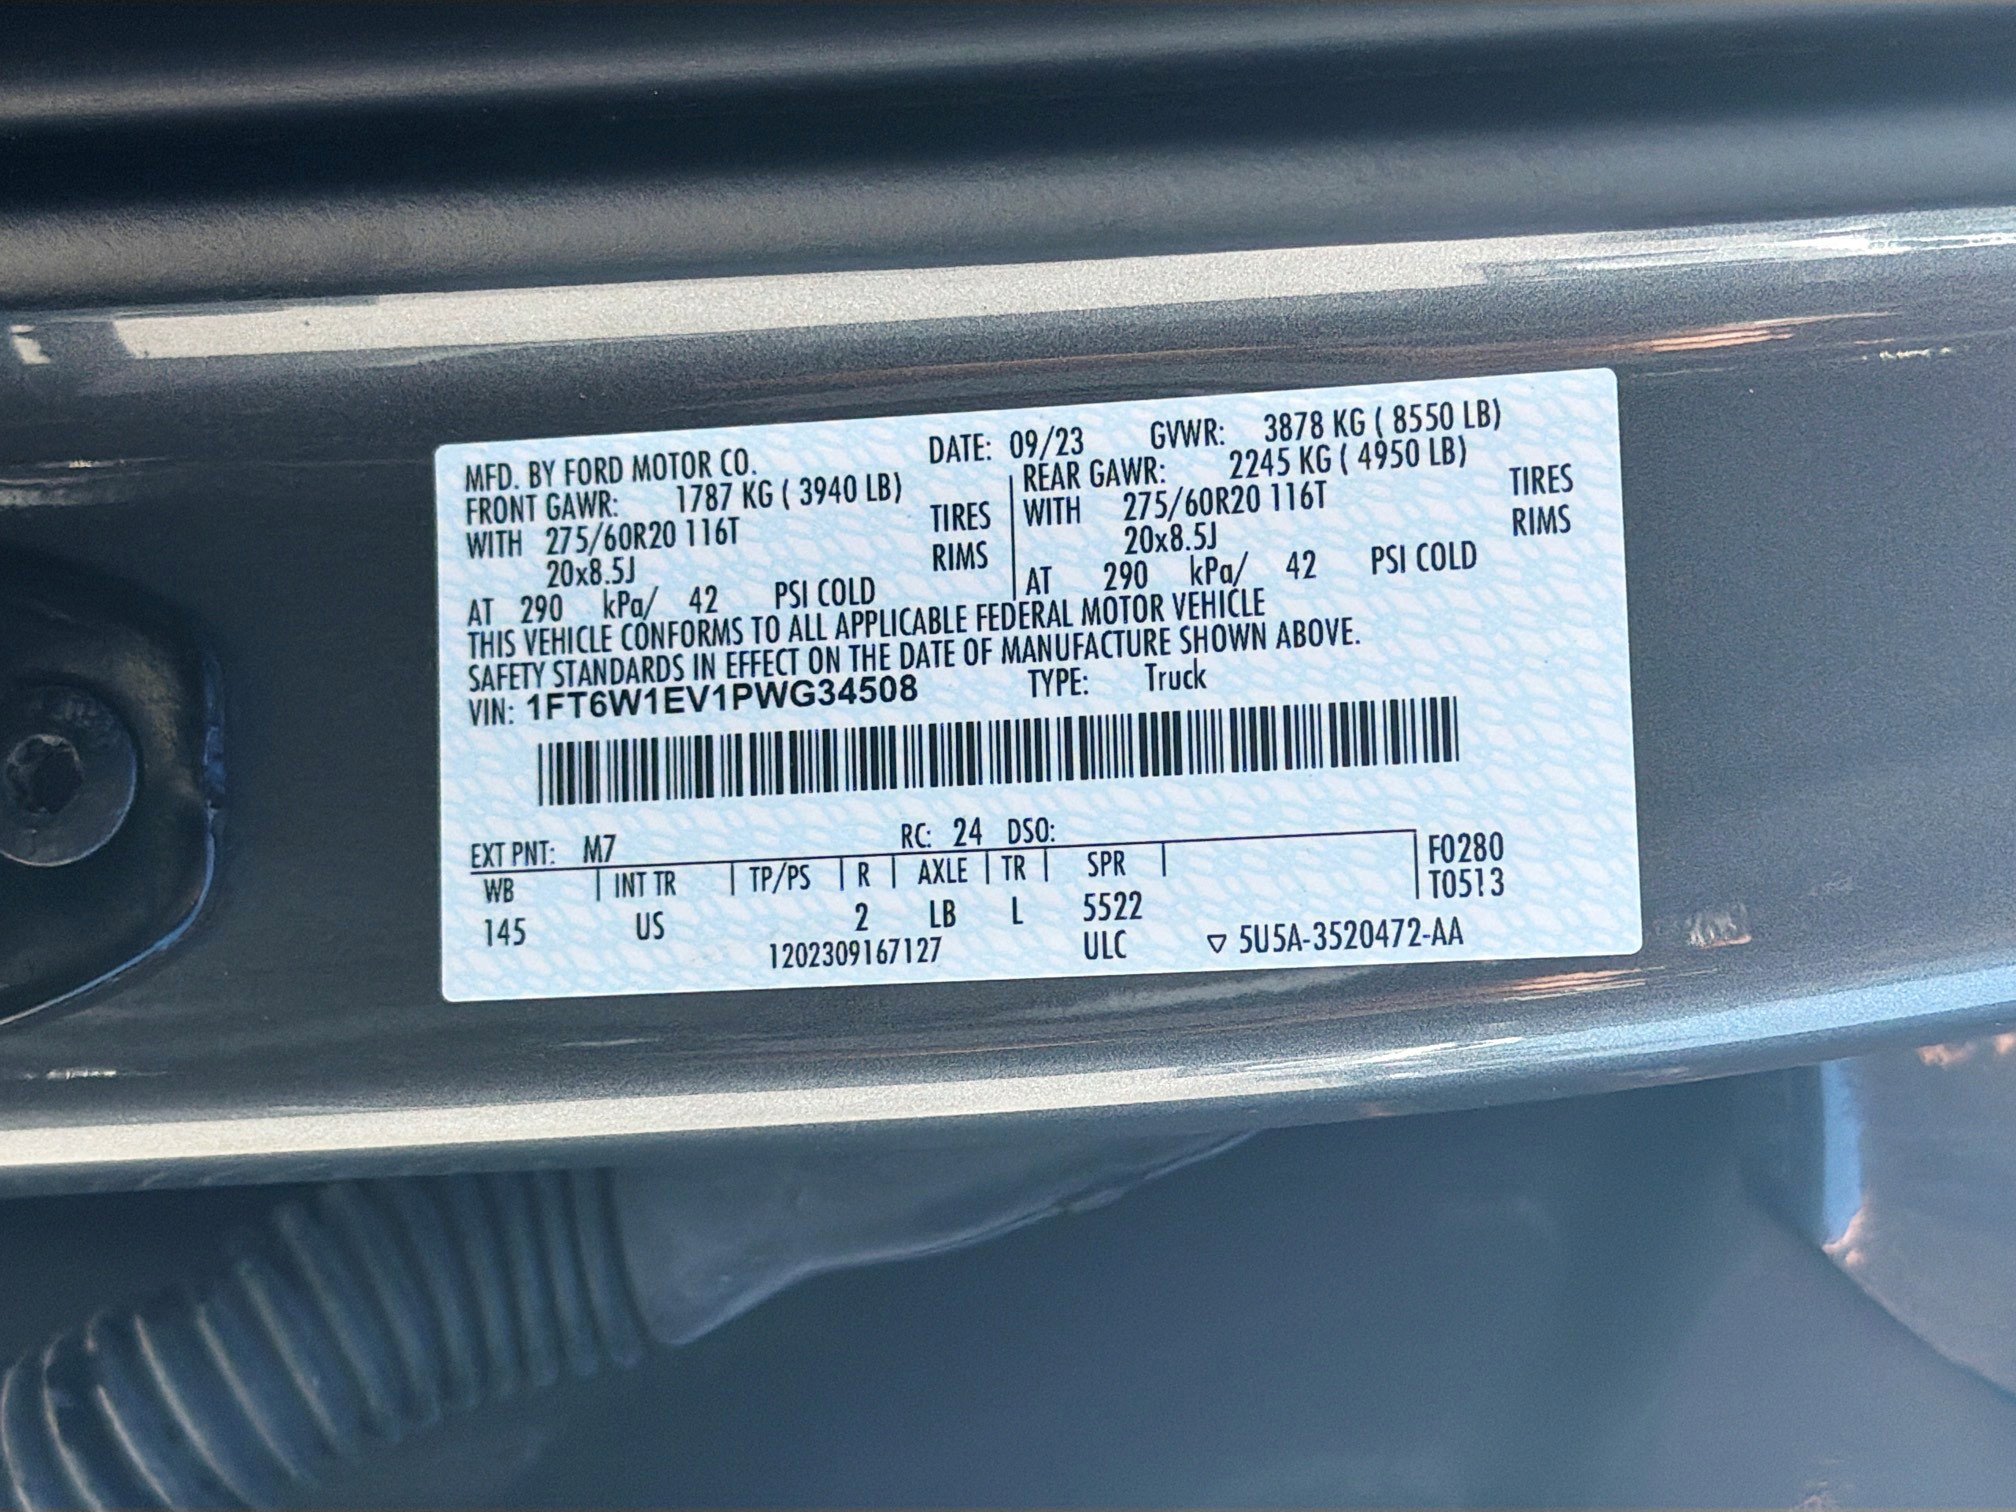 MFD. BY FORD MOTOR CO. DATE: 09/23 GVWR: 3878 KG ( 8550 LB)
FRONT GAWR: 1787 KG ( 3940 LB) REAR GAWR: 2245 KG ( 4950 LB)
WITH 275/60R20 116T TIRES WITH 275/60R20 116T TIRES
20x8.5J RIMS 20x8.5J RIMS
AT 290 kPa/ 42 PSI COLD AT 290 kPa/ 42 PSI COLD
THIS VEHICLE CONFORMS TO ALL APPLICABLE FEDERAL MOTOR VEHICLE
SAFETY STANDARDS IN EFFECT ON THE DATE OF MANUFACTURE SHOWN ABOVE.
VIN: 1FT6W1EV1PWG34508 TYPE: Truck
EXT PNT: M7 RC: 24 DSO:
WB | INT TR | TP/PS | R | AXLE | TR | SPR | F0280
145 US 2 LB L 5522 T0513
1202309167127 ULC ▽ 5U5A-3520472-AA